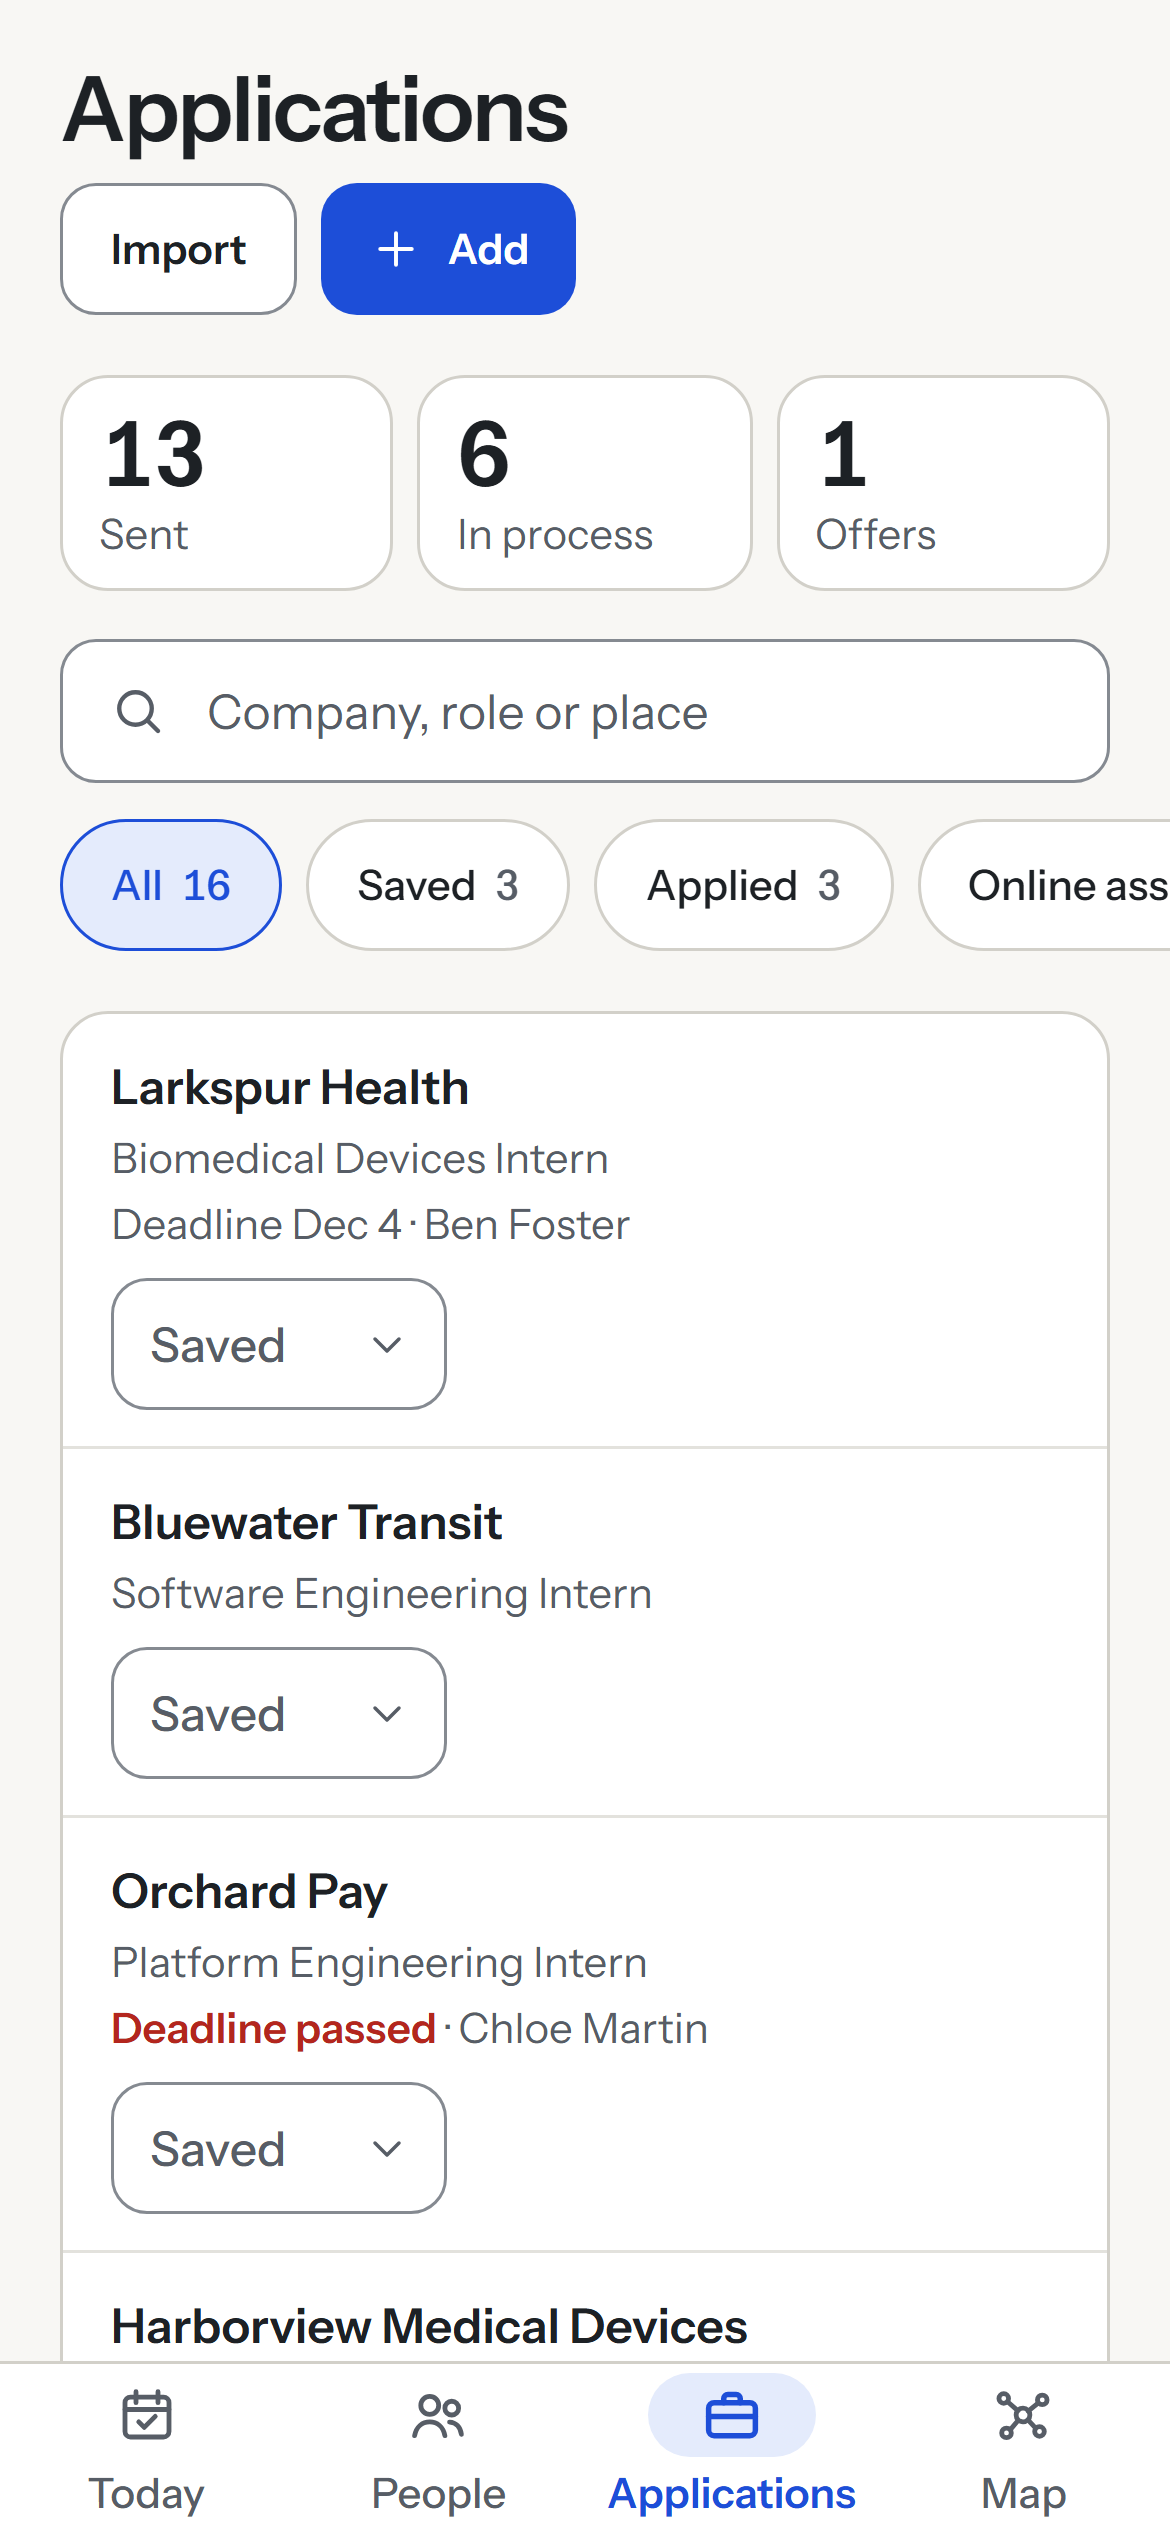 Applications
Import
Add
13
Sent
6
In process
1
Offers
Company, role or place
All 16
Saved 3
Applied 3
Online ass
Larkspur Health
Biomedical Devices Intern
Deadline Dec 4 · Ben Foster
Saved
Bluewater Transit
Software Engineering Intern
Saved
Orchard Pay
Platform Engineering Intern
Deadline passed · Chloe Martin
Saved
Harborview Medical Devices
Today
People
Applications
Map